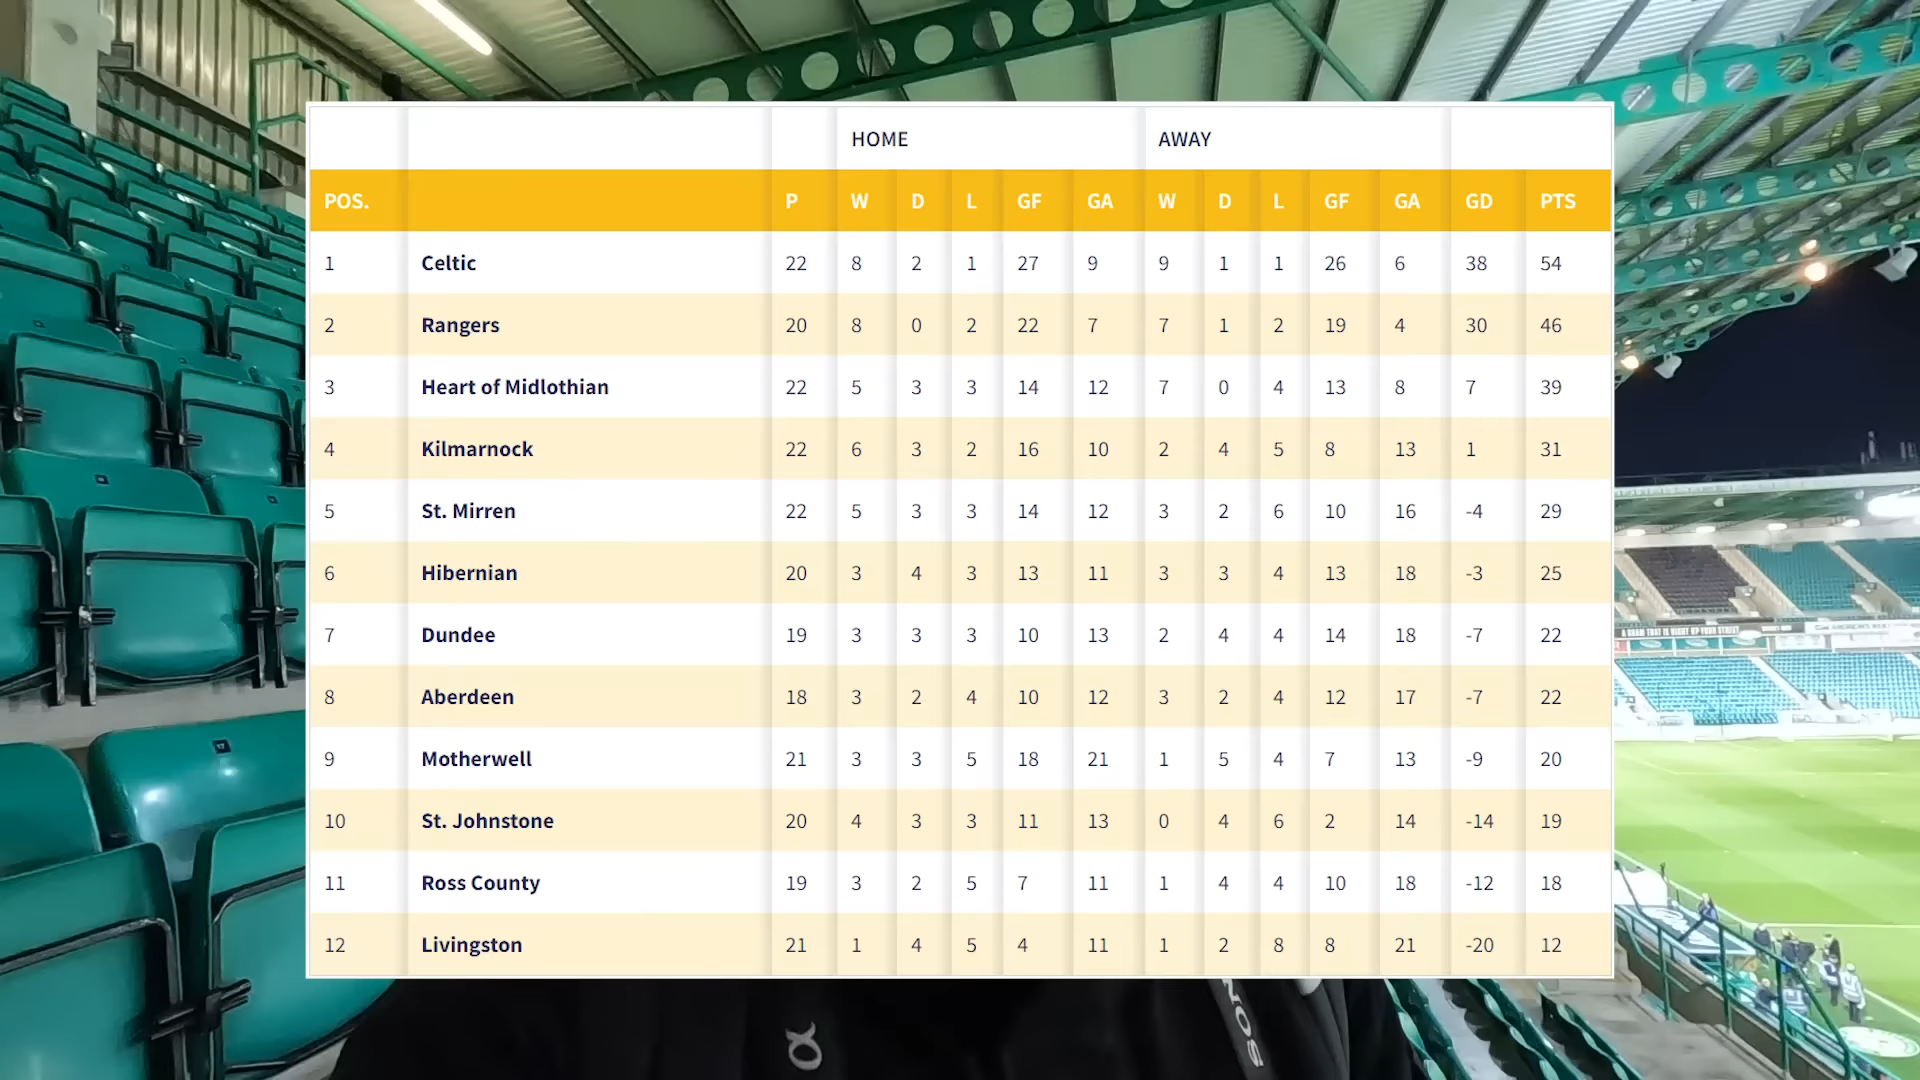 HOME AWAY
POS. P W D L GF GA W D L GF GA GD PTS
1 Celtic 22 8 2 1 27 9 9 1 1 26 6 38 54
2 Rangers 20 8 0 2 22 7 7 1 2 19 4 30 46
3 Heart of Midlothian 22 5 3 3 14 12 7 0 4 13 8 7 39
4 Kilmarnock 22 6 3 2 16 10 2 4 5 8 13 1 31
5 St. Mirren 22 5 3 3 14 12 3 2 6 10 16 -4 29
6 Hibernian 20 3 4 3 13 11 3 3 4 13 18 -3 25
7 Dundee 19 3 3 3 10 13 2 4 4 14 18 -7 22
8 Aberdeen 18 3 2 4 10 12 3 2 4 12 17 -7 22
9 Motherwell 21 3 3 5 18 21 1 5 4 7 13 -9 20
10 St. Johnstone 20 4 3 3 11 13 0 4 6 2 14 -14 19
11 Ross County 19 3 2 5 7 11 1 4 4 10 18 -12 18
12 Livingston 21 1 4 5 4 11 1 2 8 8 21 -20 12
A DRAM THAT IS RIGHT UP YOUR STREET
17
NOS